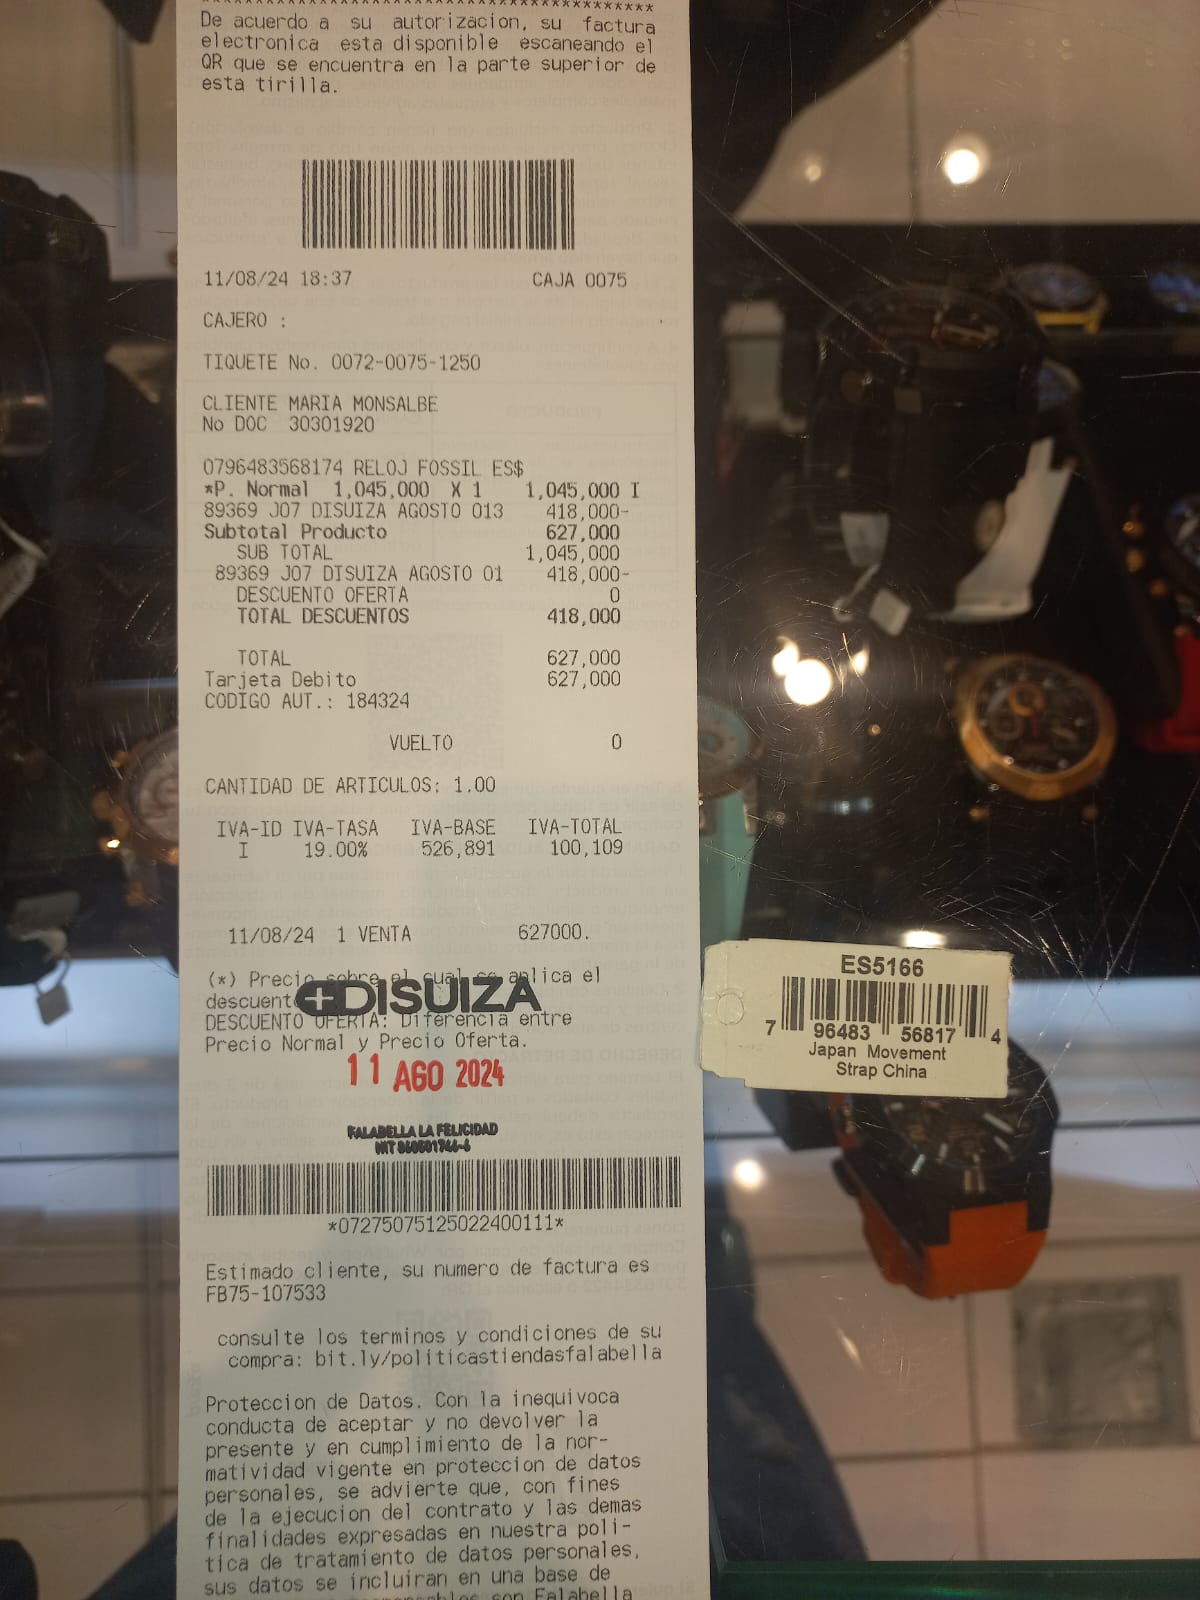 De acuerdo a su autorizacion, su factura
electronica esta disponible escaneando el
QR que se encuentra en la parte superior de
esta tirilla.
11/08/24 18:37 CAJA 0075
CAJERO :
TIQUETE No. 0072-0075-1250
CLIENTE MARIA MONSALBE
No DOC 30301920
0796483568174 RELOJ FOSSIL ES$
*P. Normal 1,045,000 X 1 1,045,000 I
89369 J07 DISUIZA AGOSTO 013 418,000-
Subtotal Producto 627,000
SUB TOTAL 1,045,000
89369 J07 DISUIZA AGOSTO 01 418,000-
DESCUENTO OFERTA 0
TOTAL DESCUENTOS 418,000
TOTAL 627,000
Tarjeta Debito 627,000
CODIGO AUT.: 184324
VUELTO 0
CANTIDAD DE ARTICULOS: 1.00
IVA-ID IVA-TASA IVA-BASE IVA-TOTAL
I 19.00% 526,891 100,109
11/08/24 1 VENTA 627000.
(*) Precio sobre el cual se aplica el
descuent
DISUIZA
DESCUENTO OFERTA: Diferencia entre
Precio Normal y Precio Oferta.
11 AGO 2024
FALABELLA LA FELICIDAD
NIT
*07275075125022400111*
Estimado cliente, su numero de factura es
FB75-107533
consulte los terminos y condiciones de su
compra: bit.ly/politicastiendasfalabella
Proteccion de Datos. Con la inequivoca
conducta de aceptar y no devolver la
presente y en cumplimiento de la nor-
matividad vigente en proteccion de datos
personales, se advierte que, con fines
de la ejecucion del contrato y las demas
finalidades expresadas en nuestra poli-
tica de tratamiento de datos personales,
sus datos se incluiran en una base de
Falabella
ES5166
7 96483 56817 4
Japan Movement
Strap China